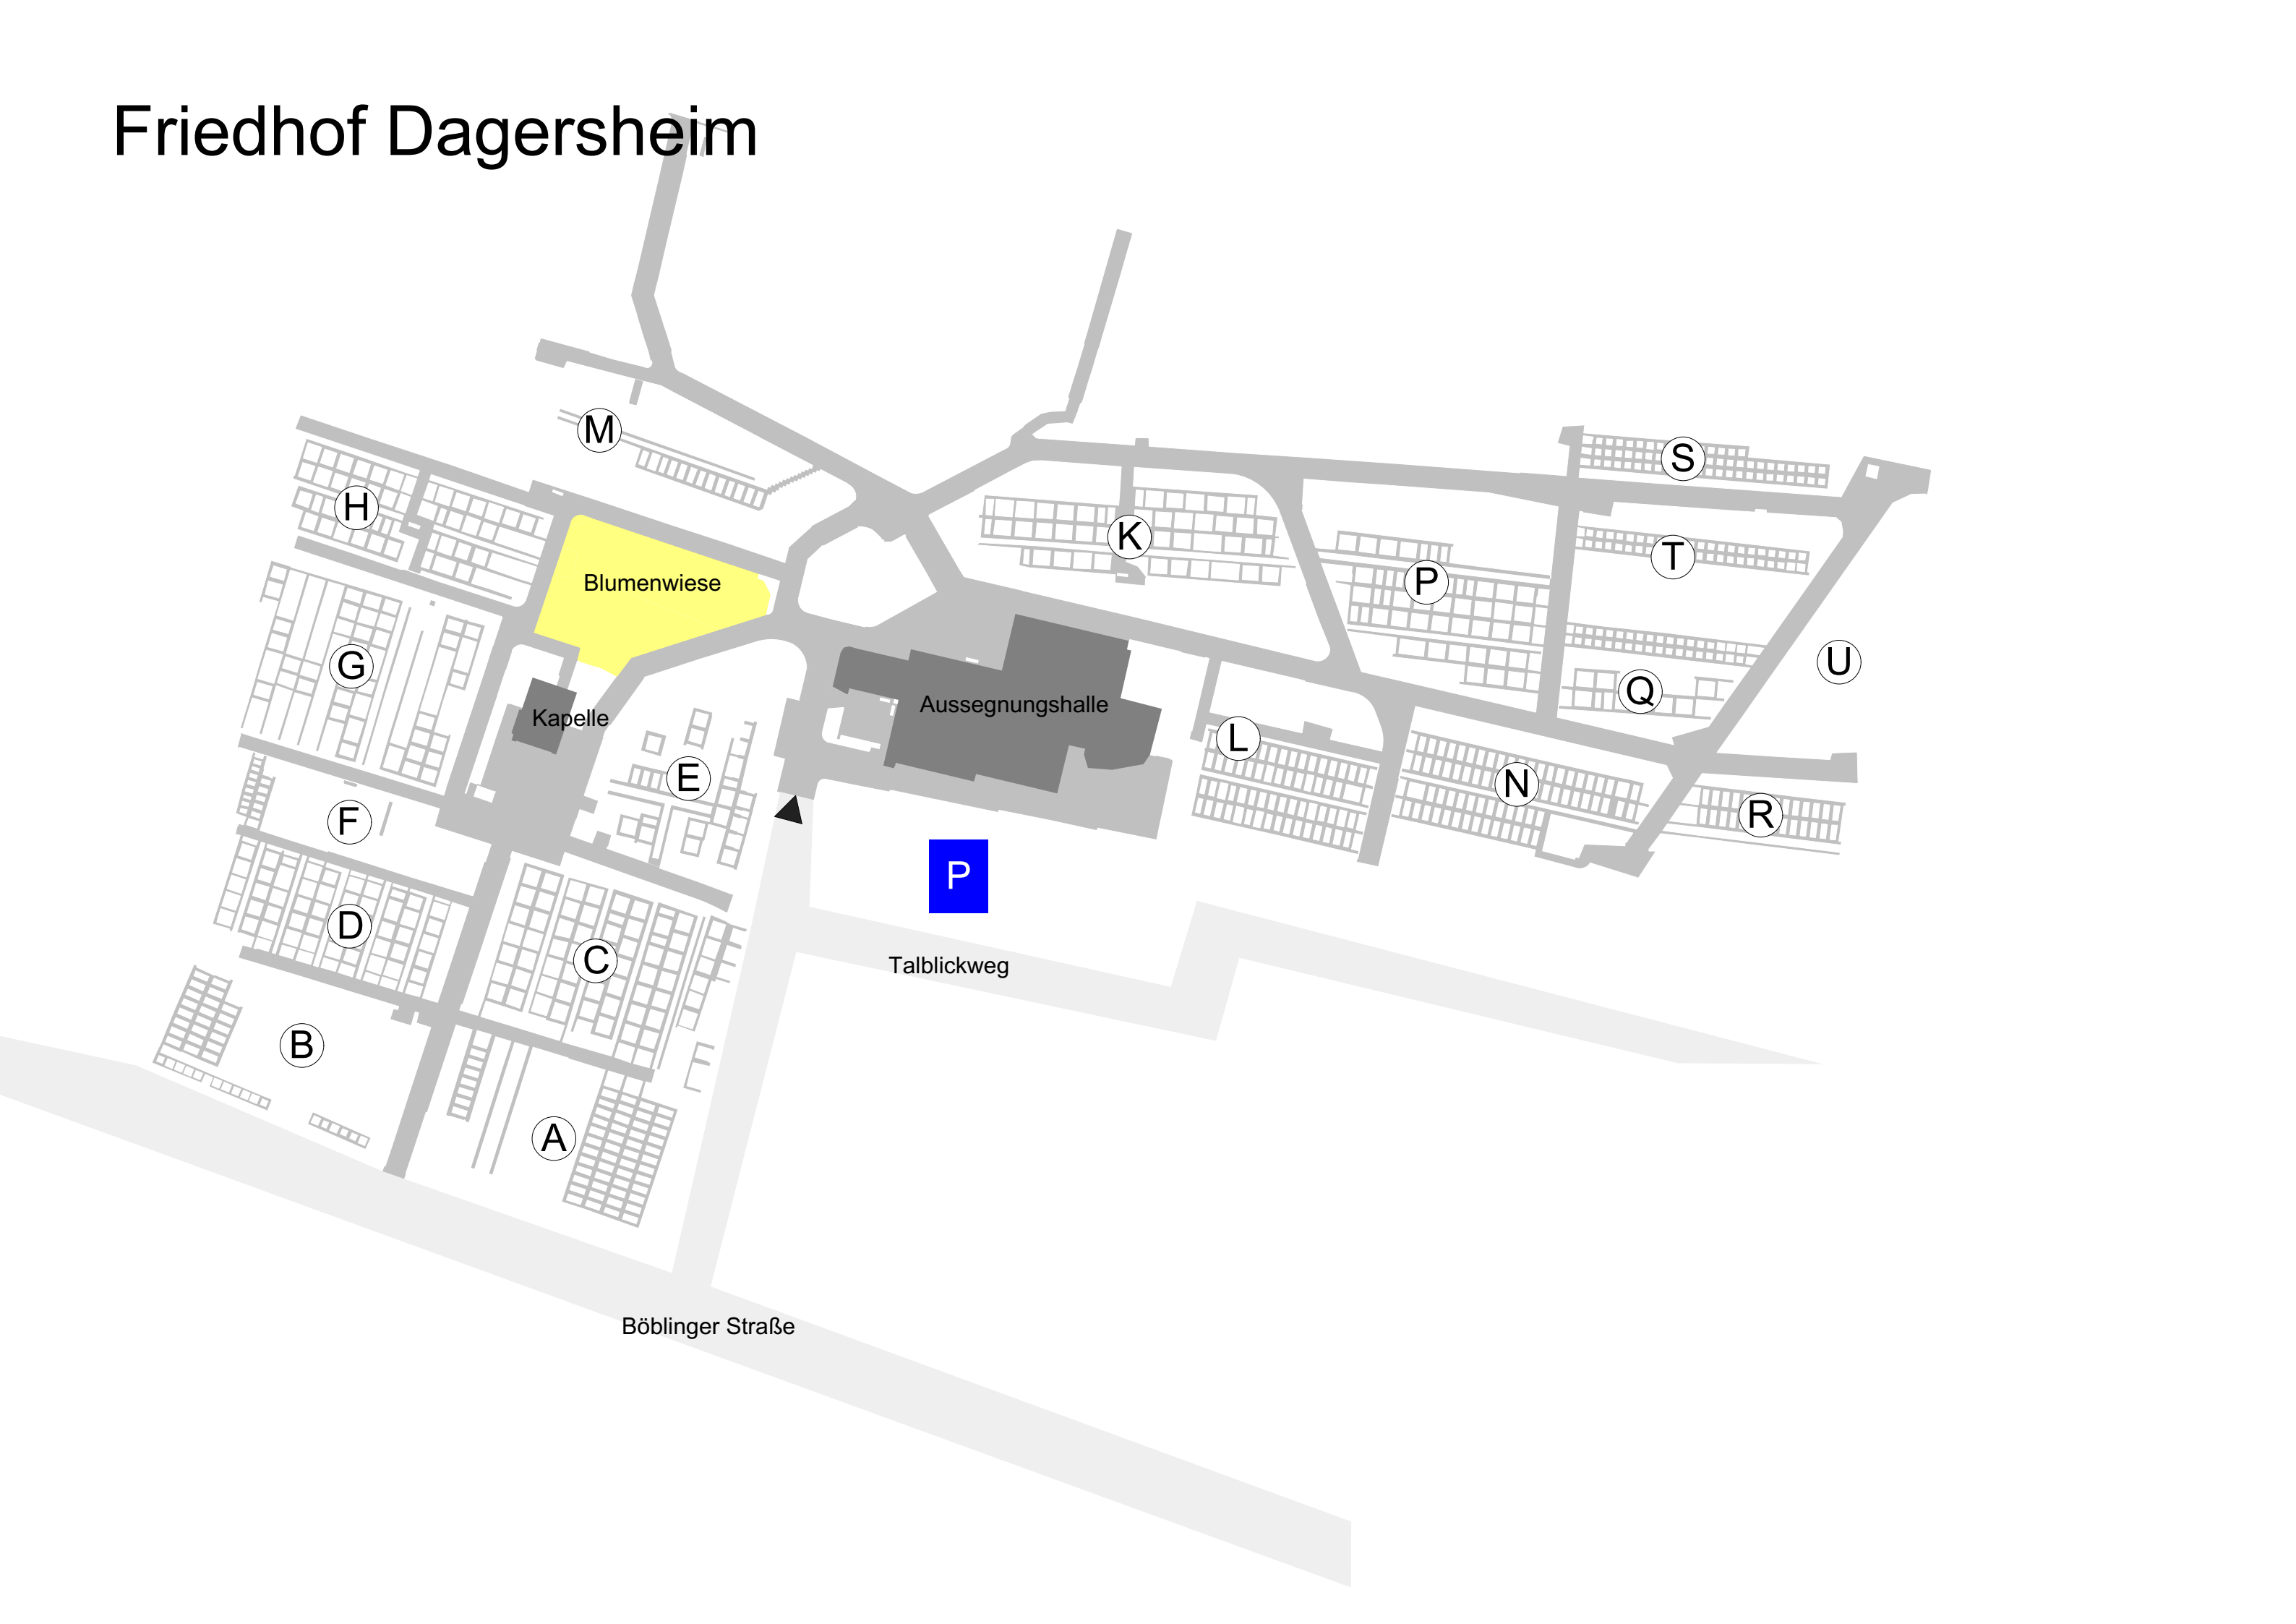 Friedhof Dagersheim
M
S
H
K
T
P
Blumenwiese
G
U
Q
Aussegnungshalle
Kapelle
L
E
N
R
F
P
D
C
Talblickweg
B
A
Böblinger Straße